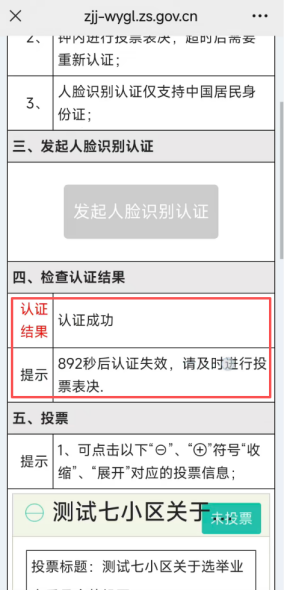 zjj-wygl.zs.gov.cn
2、 钟内进行投票表决，超时后需要
重新认证；
3、 人脸识别认证仅支持中国居民身
份证；
三、发起人脸识别认证
发起人脸识别认证
四、检查认证结果
认证
结果 认证成功
提示 892秒后认证失效，请及时进行投
票表决.
五、投票
提示 1、可点击以下“⊖”、“⊕”符号“收
缩”、“展开”对应的投票信息；
测试七小区关于... 未投票
投票标题：测试七小区关于选举业